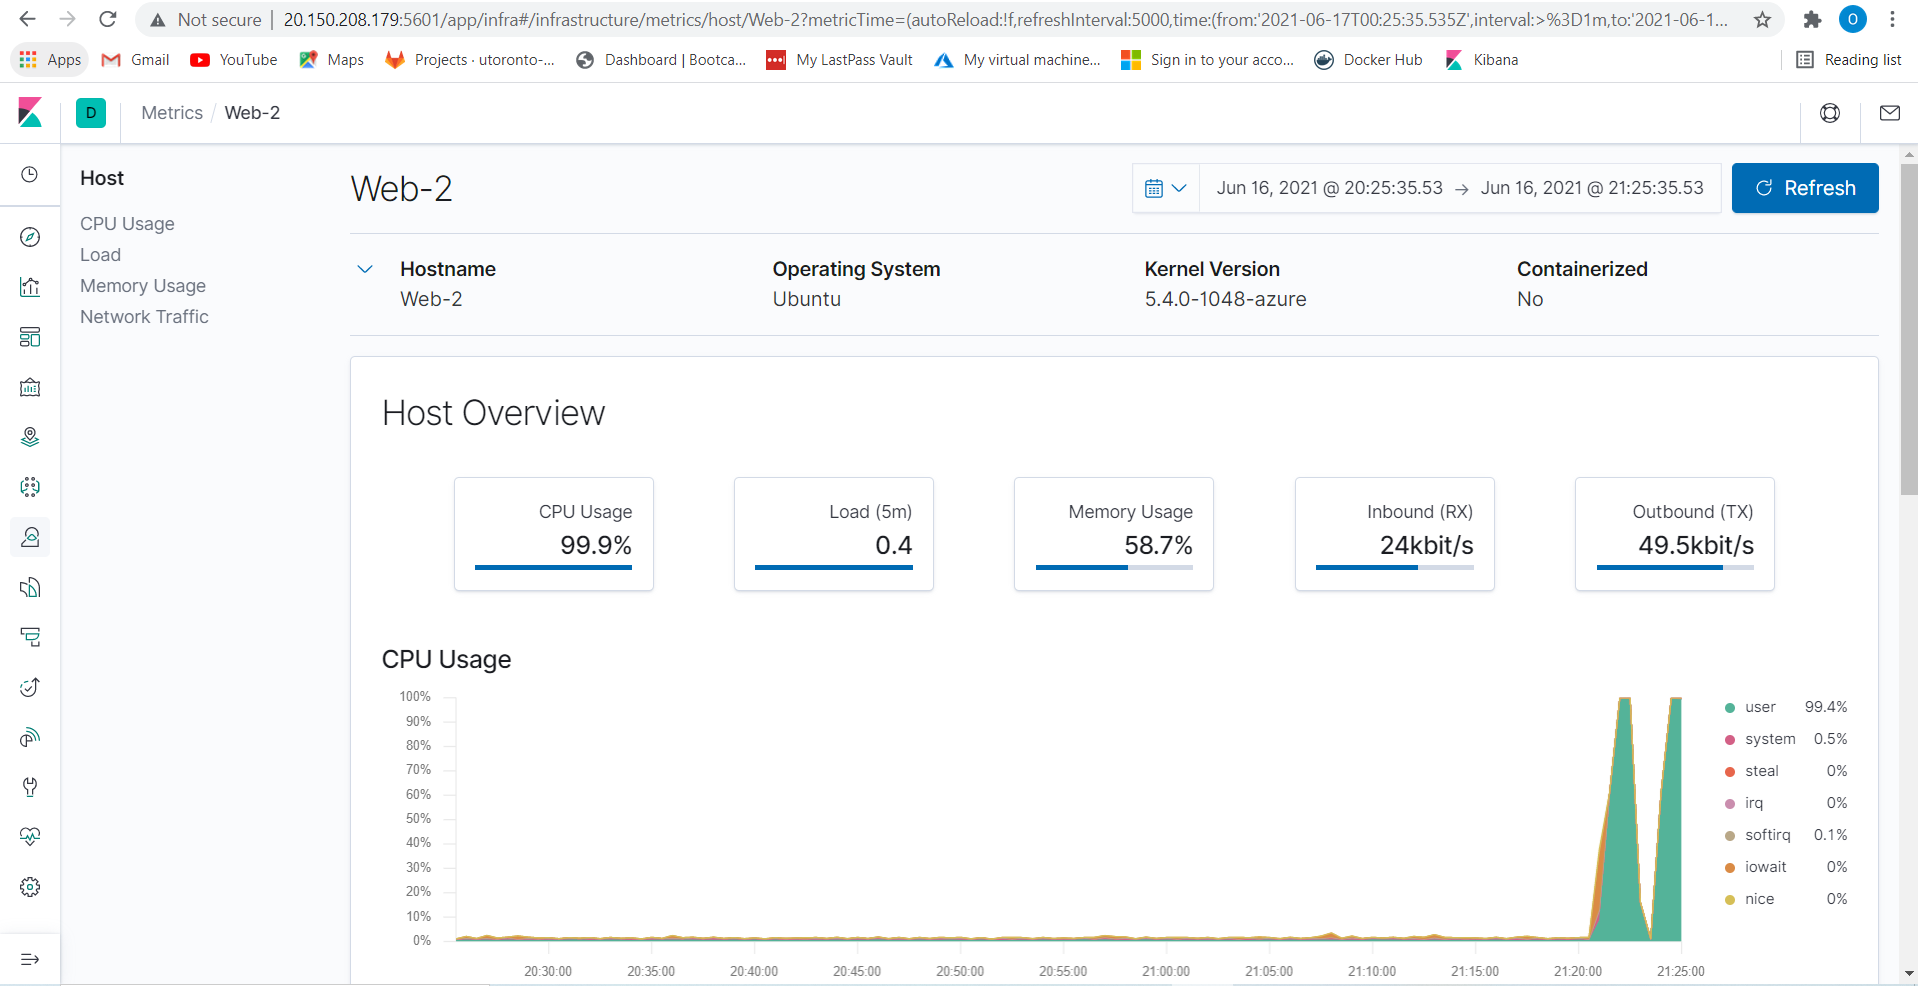 Not secure | 20.150.208.179:5601/app/infra#/infrastructure/metrics/host/Web-2?metricTime=(autoReload:!f,refreshInterval:5000,time:(from:'2021-06-17T00:25:35.535Z',interval:>%3D1m,to:'2021-06-1...
O
Apps Gmail YouTube Maps Projects · utoronto-... Dashboard | Bootca... My LastPass Vault My virtual machine... Sign in to your acco... Docker Hub Kibana Reading list
D Metrics / Web-2
Host
CPU Usage
Load
Memory Usage
Network Traffic
Web-2
Jun 16, 2021 @ 20:25:35.53 → Jun 16, 2021 @ 21:25:35.53
Refresh
Hostname Operating System Kernel Version Containerized
Web-2 Ubuntu 5.4.0-1048-azure No
Host Overview
CPU Usage Load (5m) Memory Usage Inbound (RX) Outbound (TX)
99.9% 0.4 58.7% 24kbit/s 49.5kbit/s
CPU Usage
100%
90%
80%
70%
60%
50%
40%
30%
20%
10%
0%
20:30:00 20:35:00 20:40:00 20:45:00 20:50:00 20:55:00 21:00:00 21:05:00 21:10:00 21:15:00 21:20:00 21:25:00
user 99.4%
system 0.5%
steal 0%
irq 0%
softirq 0.1%
iowait 0%
nice 0%